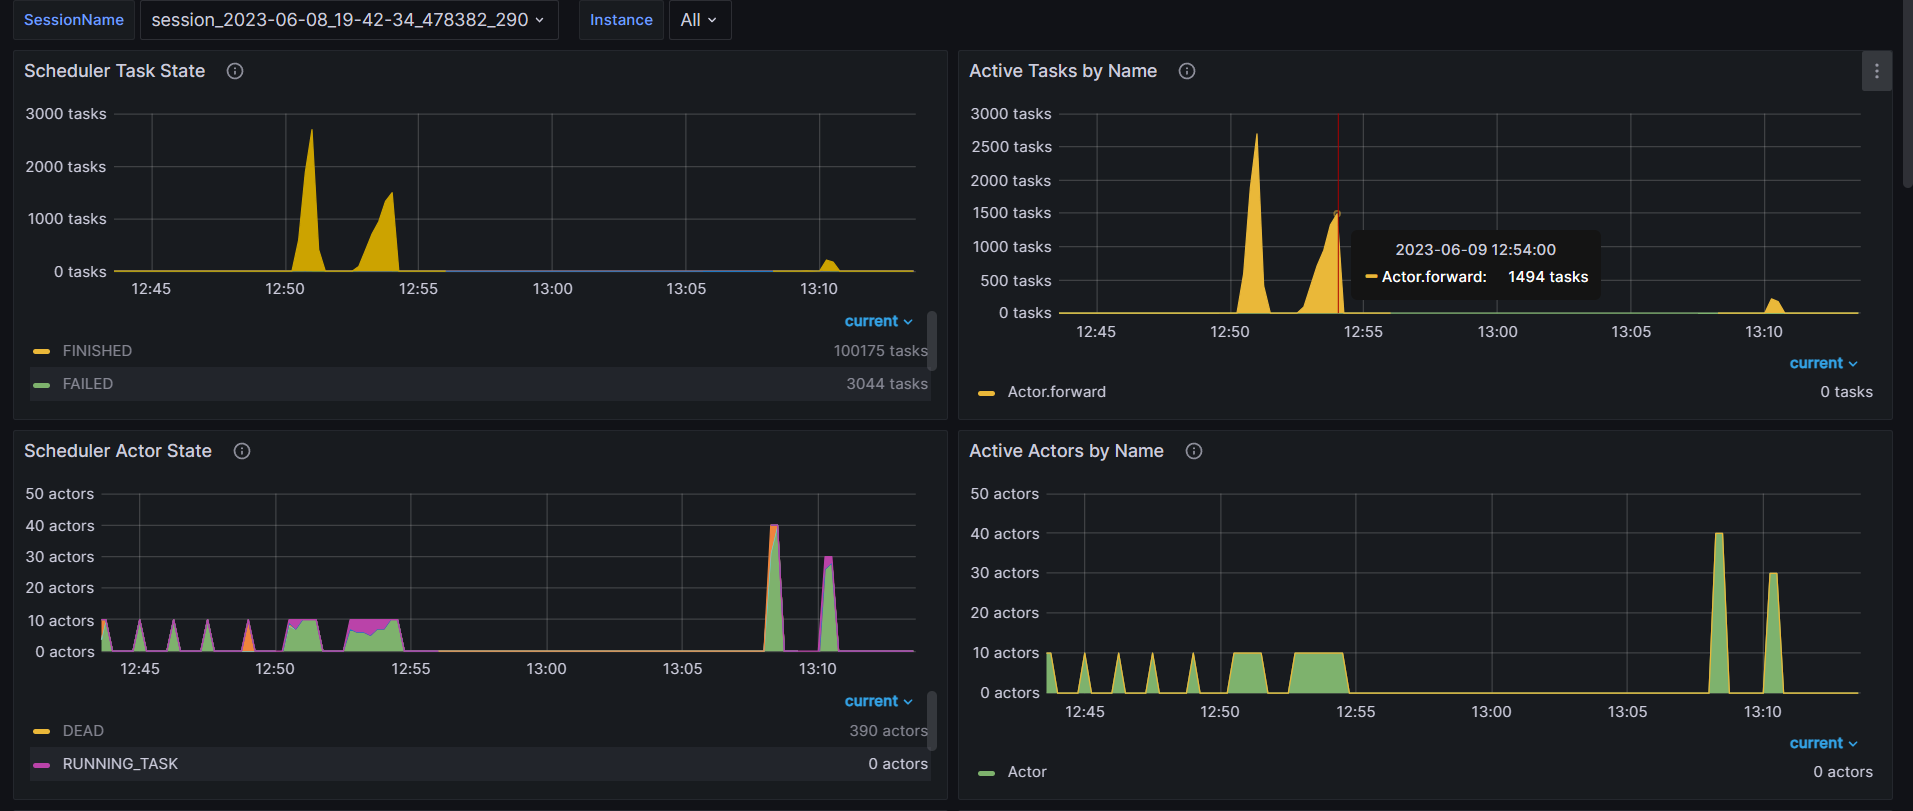 SessionName session_2023-06-08_19-42-34_478382_290 Instance All
Scheduler Task State
3000 tasks
2000 tasks
1000 tasks
0 tasks
12:45 12:50 12:55 13:00 13:05 13:10
current
FINISHED 100175 tasks
FAILED 3044 tasks
Active Tasks by Name
3000 tasks
2500 tasks
2000 tasks
1500 tasks
1000 tasks
500 tasks
0 tasks
2023-06-09 12:54:00
Actor.forward: 1494 tasks
12:45 12:50 12:55 13:00 13:05 13:10
current
Actor.forward 0 tasks
Scheduler Actor State
50 actors
40 actors
30 actors
20 actors
10 actors
0 actors
12:45 12:50 12:55 13:00 13:05 13:10
current
DEAD 390 actors
RUNNING_TASK 0 actors
Active Actors by Name
50 actors
40 actors
30 actors
20 actors
10 actors
0 actors
12:45 12:50 12:55 13:00 13:05 13:10
current
Actor 0 actors